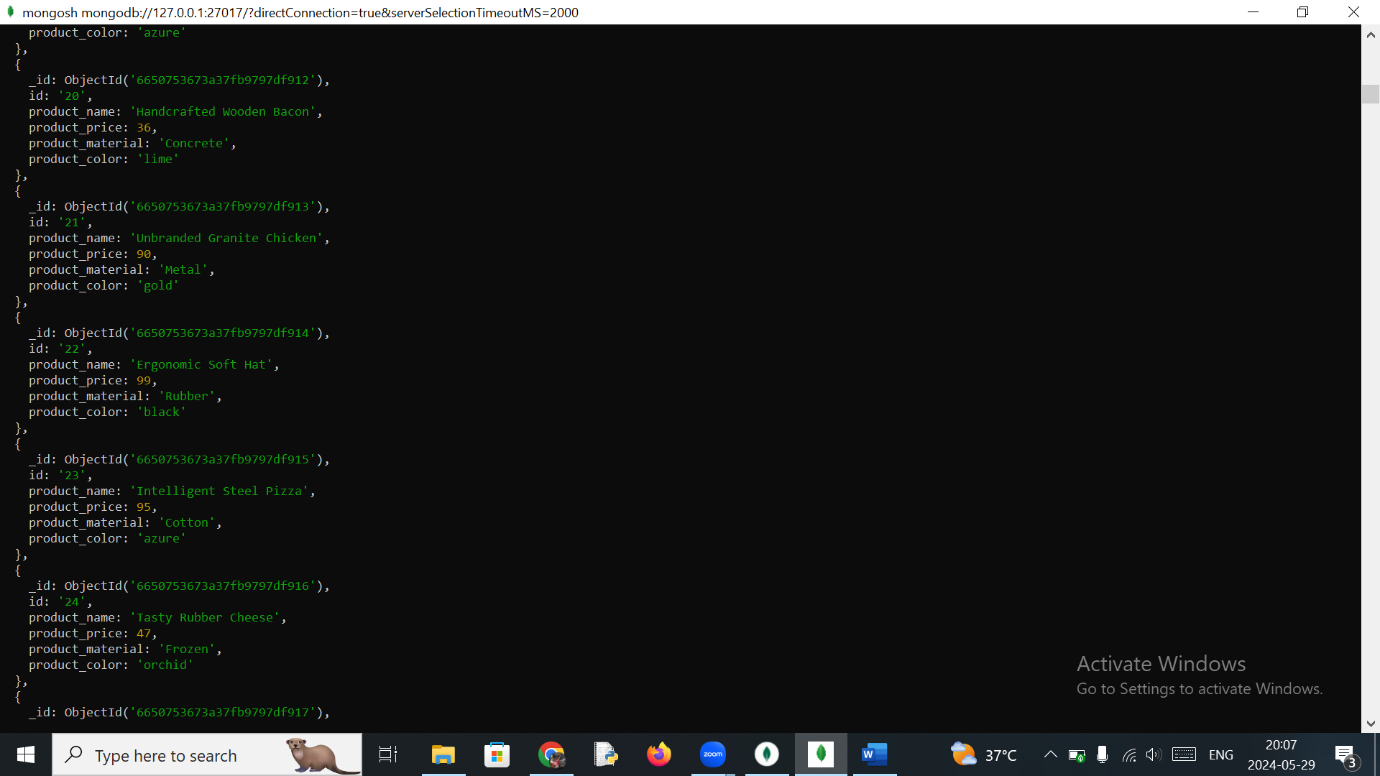 mongosh mongodb://127.0.0.1:27017/?directConnection=true&serverSelectionTimeoutMS=2000
product_color: 'azure'
},
{
_id: ObjectId('6650753673a37fb9797df912'),
id: '20',
product_name: 'Handcrafted Wooden Bacon',
product_price: 36,
product_material: 'Concrete',
product_color: 'lime'
},
{
_id: ObjectId('6650753673a37fb9797df913'),
id: '21',
product_name: 'Unbranded Granite Chicken',
product_price: 90,
product_material: 'Metal',
product_color: 'gold'
},
{
_id: ObjectId('6650753673a37fb9797df914'),
id: '22',
product_name: 'Ergonomic Soft Hat',
product_price: 99,
product_material: 'Rubber',
product_color: 'black'
},
{
_id: ObjectId('6650753673a37fb9797df915'),
id: '23',
product_name: 'Intelligent Steel Pizza',
product_price: 95,
product_material: 'Cotton',
product_color: 'azure'
},
{
_id: ObjectId('6650753673a37fb9797df916'),
id: '24',
product_name: 'Tasty Rubber Cheese',
product_price: 47,
product_material: 'Frozen',
product_color: 'orchid'
},
{
_id: ObjectId('6650753673a37fb9797df917'),
Activate Windows
Go to Settings to activate Windows.
Type here to search
zoom
W
37°C
ENG
20:07
2024-05-29
3